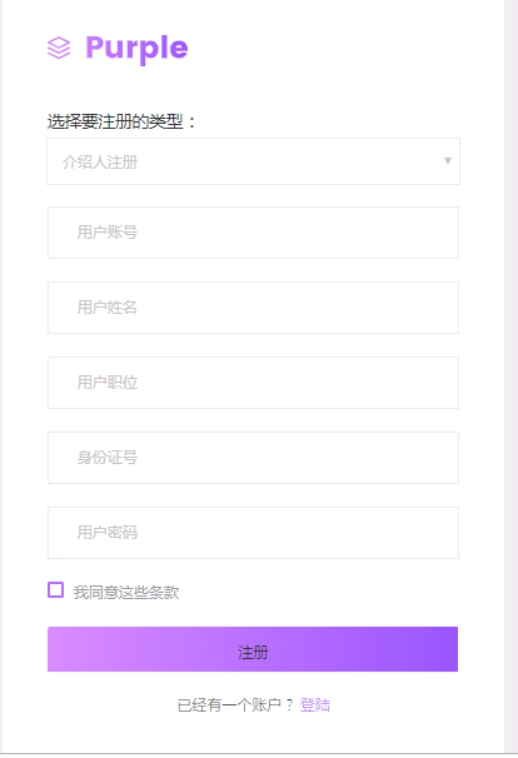 Purple
选择要注册的类型：
介绍人注册
用户账号
用户姓名
用户职位
身份证号
用户密码
我同意这些条款
注册
已经有一个账户？登陆